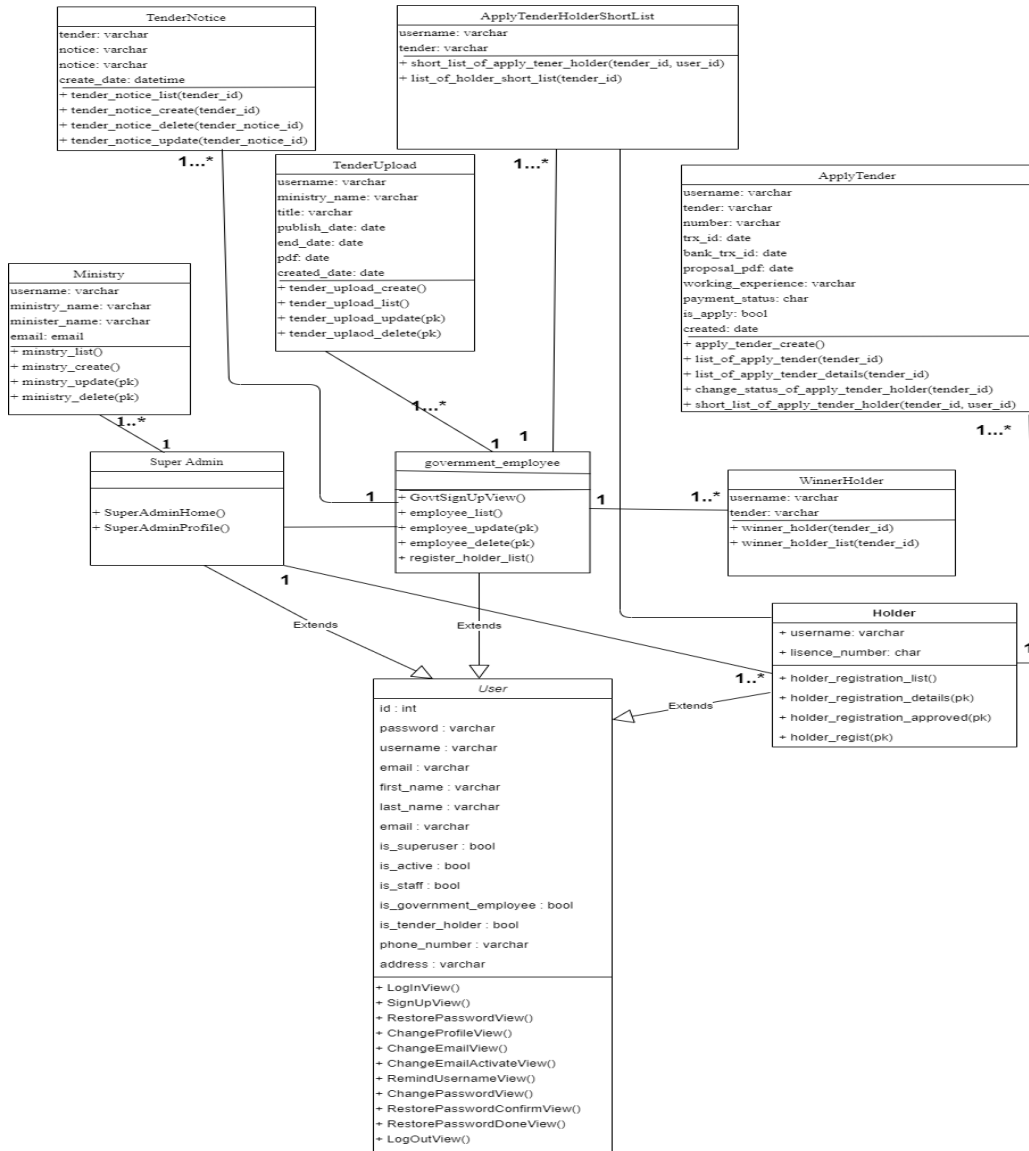 TenderNotice
tender: varchar
notice: varchar
notice: varchar
create_date: datetime
+ tender_notice_list(tender_id)
+ tender_notice_create(tender_id)
+ tender_notice_delete(tender_notice_id)
+ tender_notice_update(tender_notice_id)
1...*
ApplyTenderHolderShortList
username: varchar
tender: varchar
+ short_list_of_apply_tener_holder(tender_id, user_id)
+ list_of_holder_short_list(tender_id)
1...*
TenderUpload
username: varchar
ministry_name: varchar
title: varchar
publish_date: date
end_date: date
pdf: date
created_date: date
+ tender_upload_create()
+ tender_upload_list()
+ tender_upload_update(pk)
+ tender_uplaod_delete(pk)
1...*
1
1
ApplyTender
username: varchar
tender: varchar
number: varchar
trx_id: date
bank_trx_id: date
proposal_pdf: date
working_experience: varchar
payment_status: char
is_apply: bool
created: date
+ apply_tender_create()
+ list_of_apply_tender(tender_id)
+ list_of_apply_tender_details(tender_id)
+ change_status_of_apply_tender_holder(tender_id)
+ short_list_of_apply_tender_holder(tender_id, user_id)
1...*
Ministry
username: varchar
ministry_name: varchar
minister_name: varchar
email: email
+ minstry_list()
+ minstry_create()
+ minstry_update(pk)
+ ministry_delete(pk)
1..*
1
Super Admin
+ SuperAdminHome()
+ SuperAdminProfile()
1
1
government_employee
+ GovtSignUpView()
+ employee_list()
+ employee_update(pk)
+ employee_delete(pk)
+ register_holder_list()
1
1..*
WinnerHolder
username: varchar
tender: varchar
+ winner_holder(tender_id)
+ winner_holder_list(tender_id)
Extends
Extends
Holder
+ username: varchar
+ lisence_number: char
+ holder_registration_list()
+ holder_registration_details(pk)
+ holder_registration_approved(pk)
+ holder_regist(pk)
1
1..*
Extends
User
id : int
password : varchar
username : varchar
email : varchar
first_name : varchar
last_name : varchar
email : varchar
is_superuser : bool
is_active : bool
is_staff : bool
is_government_employee : bool
is_tender_holder : bool
phone_number : varchar
address : varchar
+ LogInView()
+ SignUpView()
+ RestorePasswordView()
+ ChangeProfileView()
+ ChangeEmailView()
+ ChangeEmailActivateView()
+ RemindUsernameView()
+ ChangePasswordView()
+ RestorePasswordConfirmView()
+ RestorePasswordDoneView()
+ LogOutView()